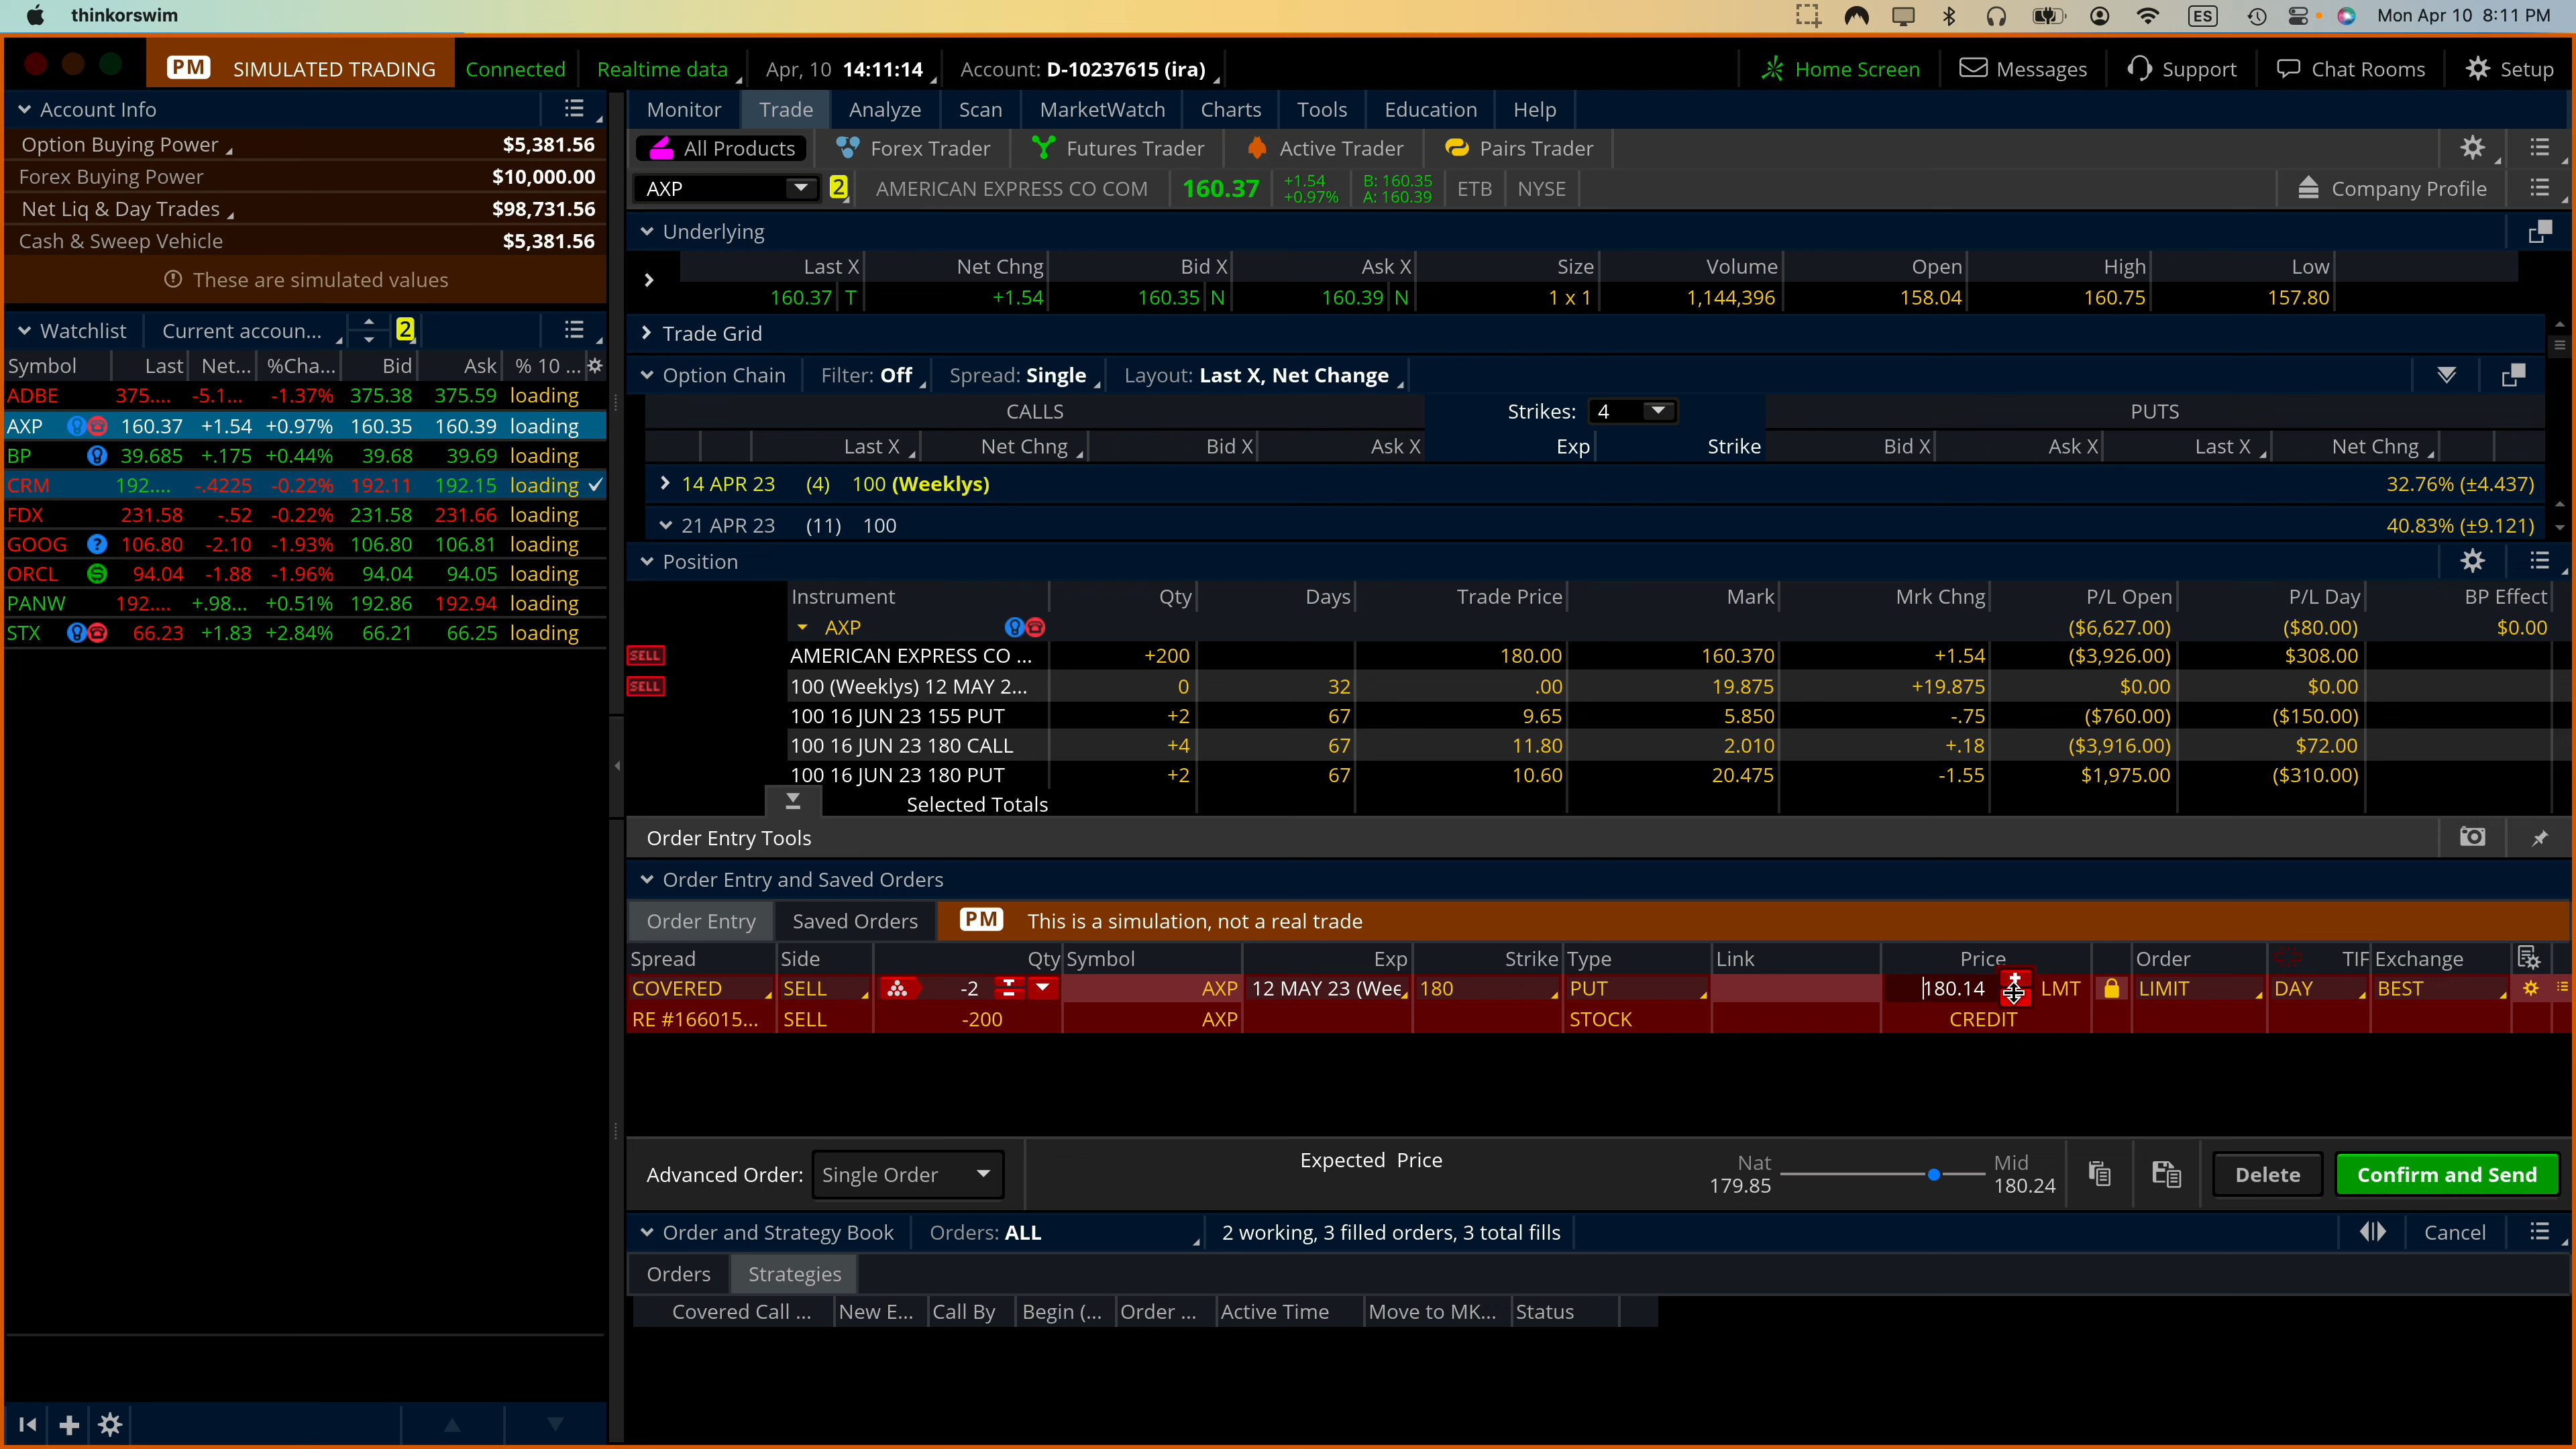 thinkorswim
ES
Mon Apr 10 8:11 PM
PM SIMULATED TRADING Connected Realtime data Apr, 10 14:11:14 Account: D-10237615 (ira) Home Screen Messages Support Chat Rooms Setup
Account Info
Option Buying Power $5,381.56
Forex Buying Power $10,000.00
Net Liq & Day Trades $98,731.56
Cash & Sweep Vehicle $5,381.56
These are simulated values
Watchlist Current accoun... 2
Symbol Last Net... %Cha... Bid Ask % 10 ...
ADBE 375.... -5.1... -1.37% 375.38 375.59 loading
AXP 160.37 +1.54 +0.97% 160.35 160.39 loading
BP 39.685 +.175 +0.44% 39.68 39.69 loading
CRM 192.... -.4225 -0.22% 192.11 192.15 loading
FDX 231.58 -.52 -0.22% 231.58 231.66 loading
GOOG 106.80 -2.10 -1.93% 106.80 106.81 loading
ORCL 94.04 -1.88 -1.96% 94.04 94.05 loading
PANW 192.... +.98... +0.51% 192.86 192.94 loading
STX 66.23 +1.83 +2.84% 66.21 66.25 loading
Monitor Trade Analyze Scan MarketWatch Charts Tools Education Help
All Products Forex Trader Futures Trader Active Trader Pairs Trader
AXP 2 AMERICAN EXPRESS CO COM 160.37 +1.54 +0.97% B: 160.35 A: 160.39 ETB NYSE Company Profile
Underlying
Last X Net Chng Bid X Ask X Size Volume Open High Low
160.37 T +1.54 160.35 N 160.39 N 1 x 1 1,144,396 158.04 160.75 157.80
Trade Grid
Option Chain Filter: Off Spread: Single Layout: Last X, Net Change
CALLS Strikes: 4 PUTS
Last X Net Chng Bid X Ask X Exp Strike Bid X Ask X Last X Net Chng
14 APR 23 (4) 100 (Weeklys) 32.76% (±4.437)
21 APR 23 (11) 100 40.83% (±9.121)
Position
Instrument Qty Days Trade Price Mark Mrk Chng P/L Open P/L Day BP Effect
AXP ($6,627.00) ($80.00) $0.00
SELL AMERICAN EXPRESS CO ... +200 180.00 160.370 +1.54 ($3,926.00) $308.00
SELL 100 (Weeklys) 12 MAY 2... 0 32 .00 19.875 +19.875 $0.00 $0.00
100 16 JUN 23 155 PUT +2 67 9.65 5.850 -.75 ($760.00) ($150.00)
100 16 JUN 23 180 CALL +4 67 11.80 2.010 +.18 ($3,916.00) $72.00
100 16 JUN 23 180 PUT +2 67 10.60 20.475 -1.55 $1,975.00 ($310.00)
Selected Totals
Order Entry Tools
Order Entry and Saved Orders
Order Entry Saved Orders PM This is a simulation, not a real trade
Spread Side Qty Symbol Exp Strike Type Link Price Order TIF Exchange
COVERED SELL -2 AXP 12 MAY 23 (Wee 180 PUT 180.14 LMT LIMIT DAY BEST
RE #166015... SELL -200 AXP STOCK CREDIT
Advanced Order: Single Order Expected Price Nat 179.85 Mid 180.24 Delete Confirm and Send
Order and Strategy Book Orders: ALL 2 working, 3 filled orders, 3 total fills Cancel
Orders Strategies
Covered Call ... New E... Call By Begin (... Order ... Active Time Move to MK... Status